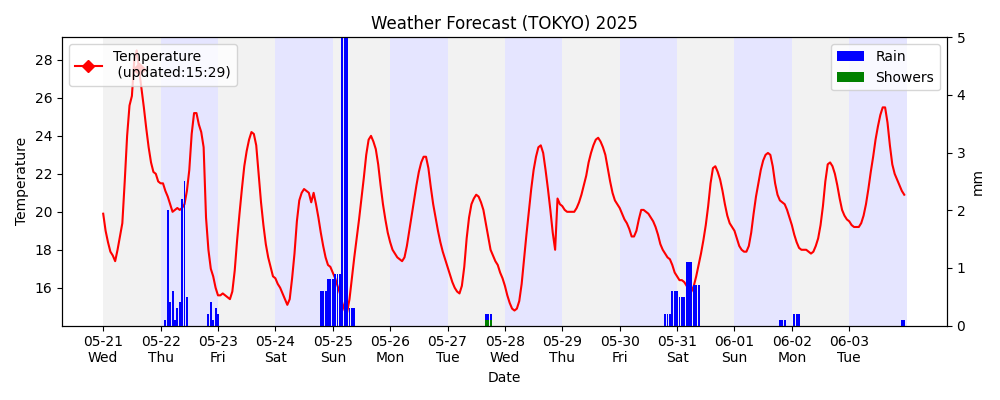 Weather Forecast (TOKYO) 2025
Temperature
(updated:15:29)
Rain
Showers
28
26
24
22
20
18
16
Temperature
5
4
3
2
1
0
mm
05-21 05-22 05-23 05-24 05-25 05-26 05-27 05-28 05-29 05-30 05-31 06-01 06-02 06-03
Wed Thu Fri Sat Sun Mon Tue Wed Thu Fri Sat Sun Mon Tue
Date